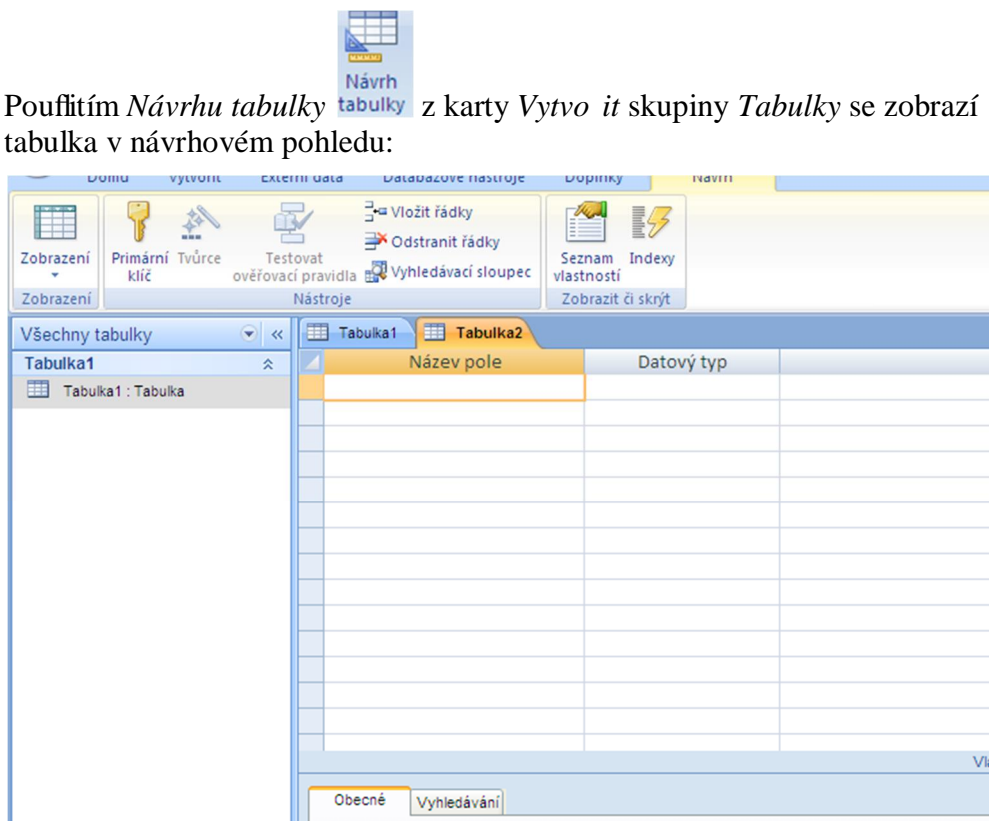 Návrh
tabulky
Pouflitím Návrhu tabulky z karty Vytvo it skupiny Tabulky se zobrazí
tabulka v návrhovém pohledu:
Domů Vytvořit Externí data Databázové nástroje Doplňky Návrh
Zobrazení
Primární
klíč
Tvůrce
Testovat
ověřovací pravidla
Vložit řádky
Odstranit řádky
Vyhledávací sloupec
Seznam
vlastností
Indexy
Zobrazení Nástroje Zobrazit či skrýt
Všechny tabulky
Tabulka1 Tabulka2
Tabulka1
Název pole Datový typ
Tabulka1 : Tabulka
Obecné Vyhledávání